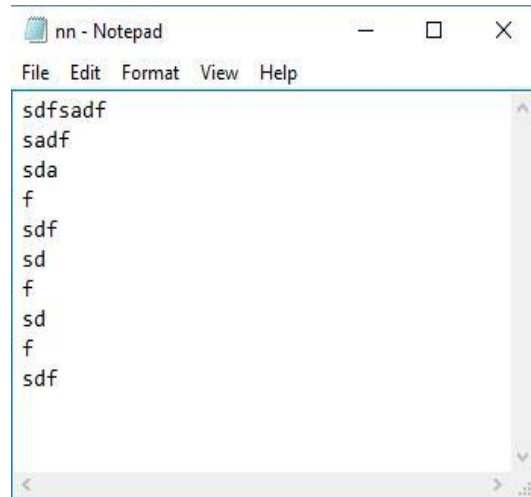 nn - Notepad
File Edit Format View Help
sdfsadf
sadf
sda
f
sdf
sd
f
sd
f
sdf